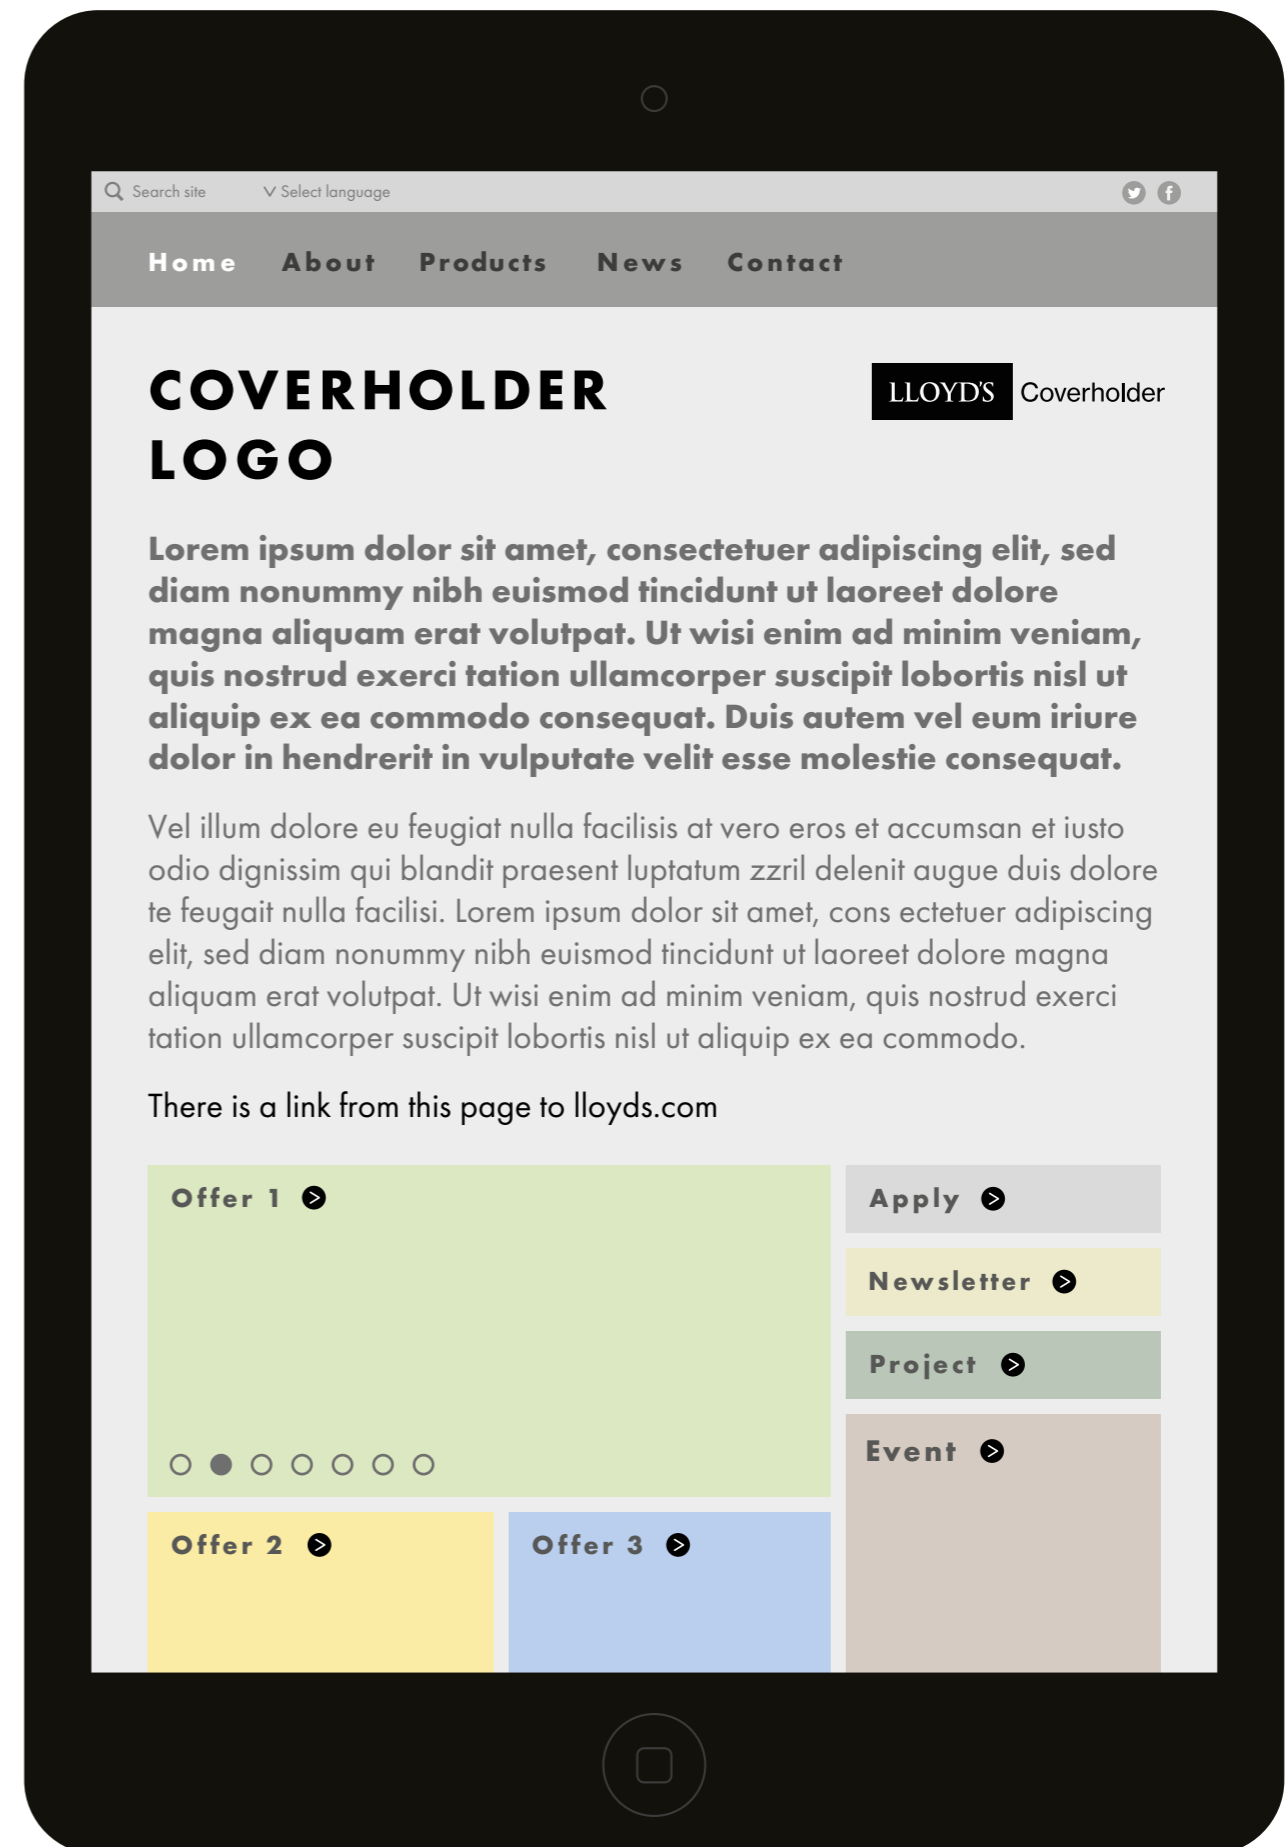 Search site
Select language
Home About Products News Contact
COVERHOLDER
LOGO
LLOYD'S Coverholder
Lorem ipsum dolor sit amet, consectetuer adipiscing elit, sed
diam nonummy nibh euismod tincidunt ut laoreet dolore
magna aliquam erat volutpat. Ut wisi enim ad minim veniam,
quis nostrud exerci tation ullamcorper suscipit lobortis nisl ut
aliquip ex ea commodo consequat. Duis autem vel eum iriure
dolor in hendrerit in vulputate velit esse molestie consequat.
Vel illum dolore eu feugiat nulla facilisis at vero eros et accumsan et iusto
odio dignissim qui blandit praesent luptatum zzril delenit augue duis dolore
te feugait nulla facilisi. Lorem ipsum dolor sit amet, cons ectetuer adipiscing
elit, sed diam nonummy nibh euismod tincidunt ut laoreet dolore magna
aliquam erat volutpat. Ut wisi enim ad minim veniam, quis nostrud exerci
tation ullamcorper suscipit lobortis nisl ut aliquip ex ea commodo.
There is a link from this page to lloyds.com
Offer 1
Apply
Newsletter
Project
Event
Offer 2
Offer 3